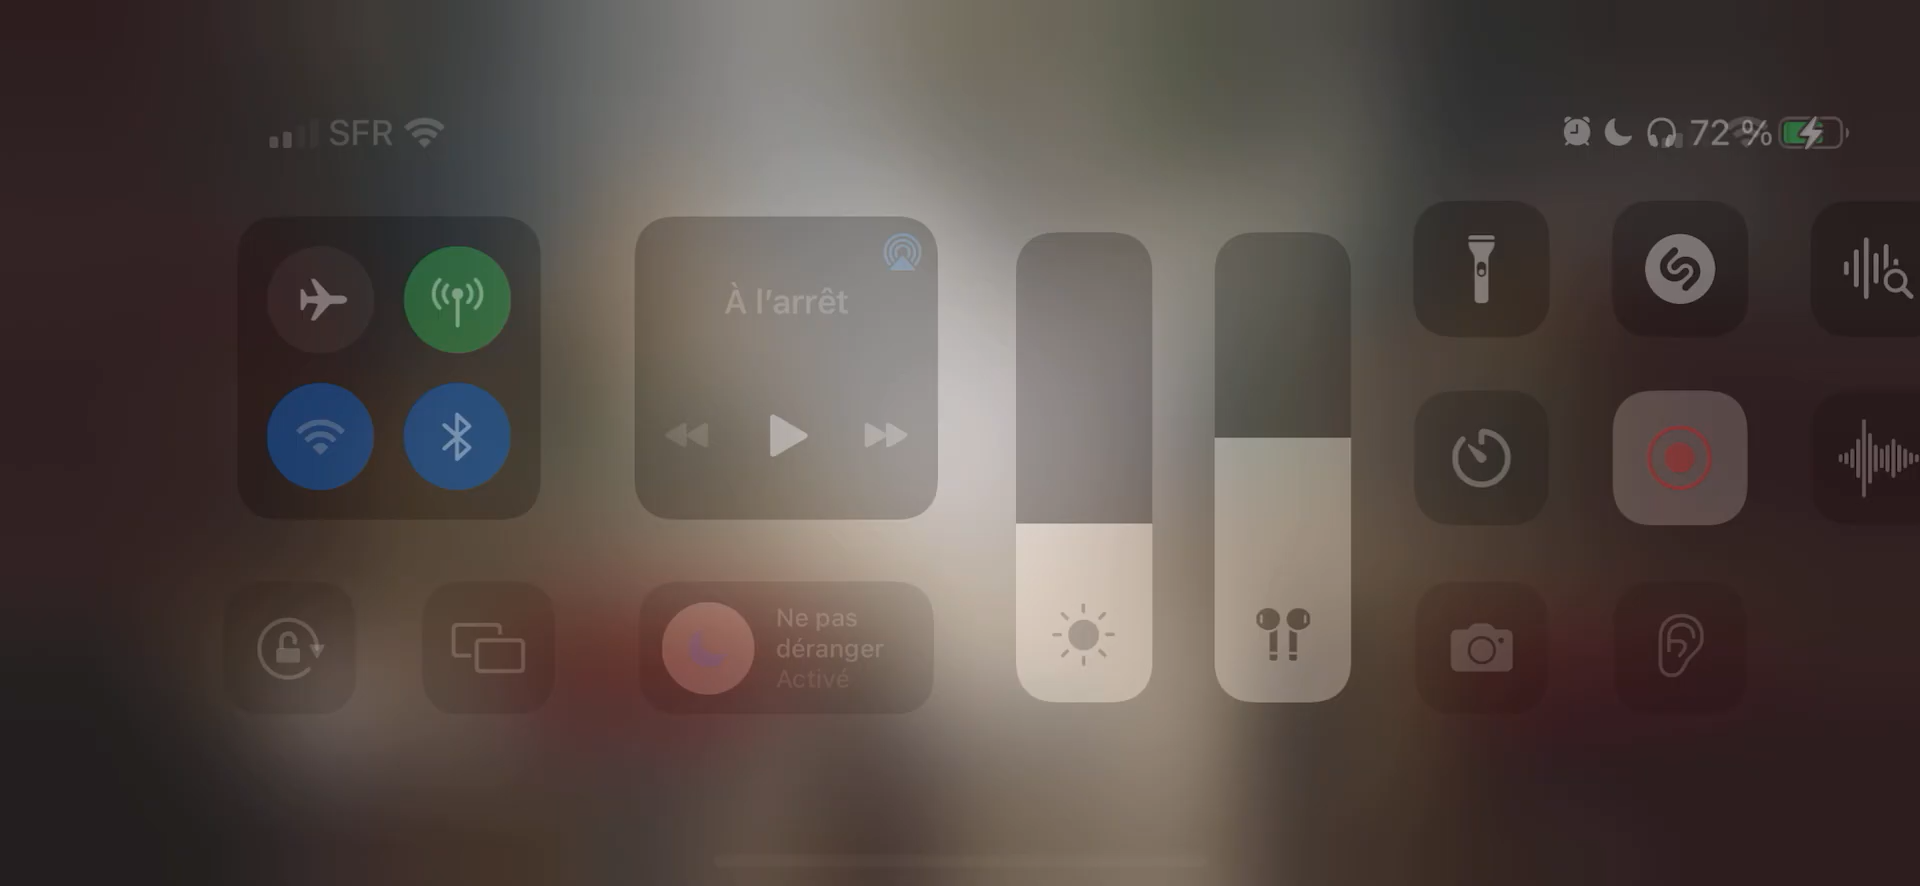 SFR
72 %
À l'arrêt
Ne pas
déranger
Activé